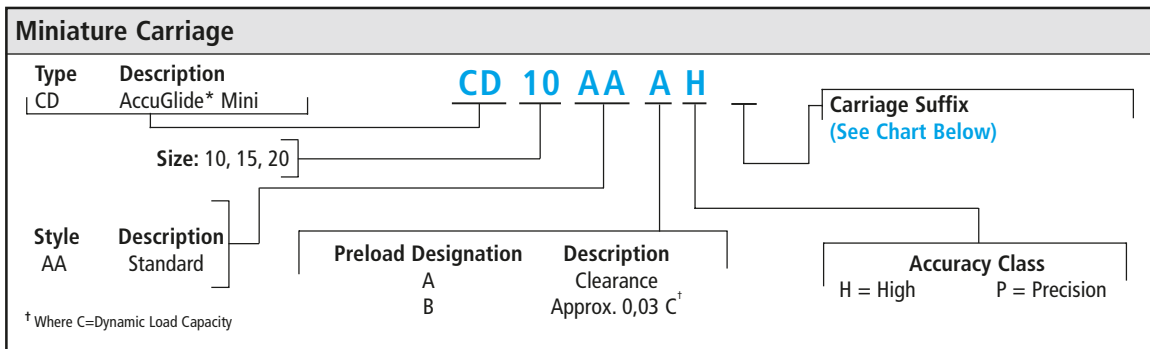 Miniature Carriage
Type Description
CD AccuGlide* Mini
CD 10 AA A H
Carriage Suffix
(See Chart Below)
Size: 10, 15, 20
Style Description
AA Standard
Preload Designation Description
A Clearance
B Approx. 0,03 C†
Accuracy Class
H = High P = Precision
† Where C=Dynamic Load Capacity